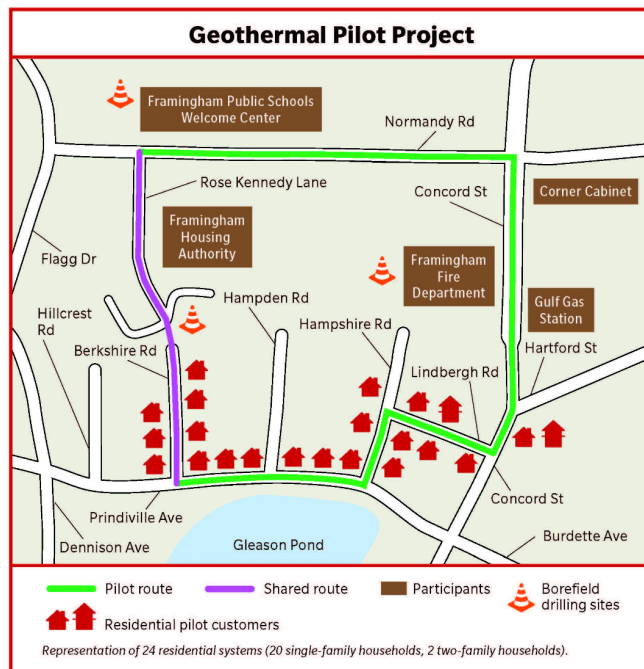 Geothermal Pilot Project
Framingham Public Schools
Welcome Center
Normandy Rd
Rose Kennedy Lane
Concord St
Corner Cabinet
Framingham
Housing
Authority
Flagg Dr
Framingham
Fire
Department
Gulf Gas
Station
Hillcrest
Rd
Hampden Rd
Hampshire Rd
Hartford St
Berkshire Rd
Lindbergh Rd
Prindiville Ave
Concord St
Dennison Ave
Gleason Pond
Burdette Ave
Pilot route
Shared route
Participants
Borefield
drilling sites
Residential pilot customers
Representation of 24 residential systems (20 single-family households, 2 two-family households).